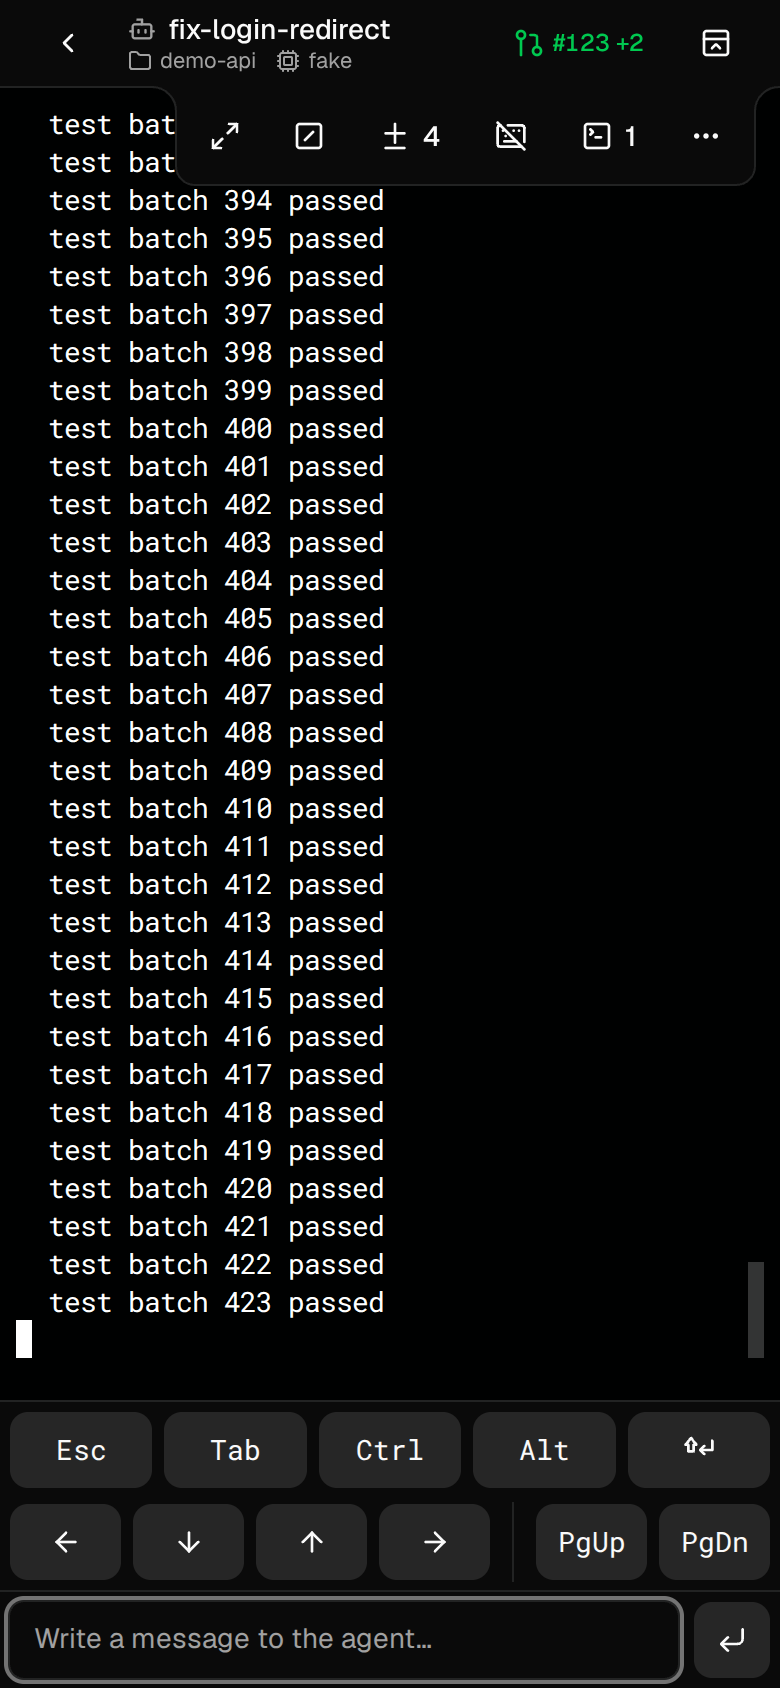 fix-login-redirect
demo-api fake
#123 +2
4
1
test bat
test bat
test batch 394 passed
test batch 395 passed
test batch 396 passed
test batch 397 passed
test batch 398 passed
test batch 399 passed
test batch 400 passed
test batch 401 passed
test batch 402 passed
test batch 403 passed
test batch 404 passed
test batch 405 passed
test batch 406 passed
test batch 407 passed
test batch 408 passed
test batch 409 passed
test batch 410 passed
test batch 411 passed
test batch 412 passed
test batch 413 passed
test batch 414 passed
test batch 415 passed
test batch 416 passed
test batch 417 passed
test batch 418 passed
test batch 419 passed
test batch 420 passed
test batch 421 passed
test batch 422 passed
test batch 423 passed
Esc Tab Ctrl Alt
PgUp PgDn
Write a message to the agent…